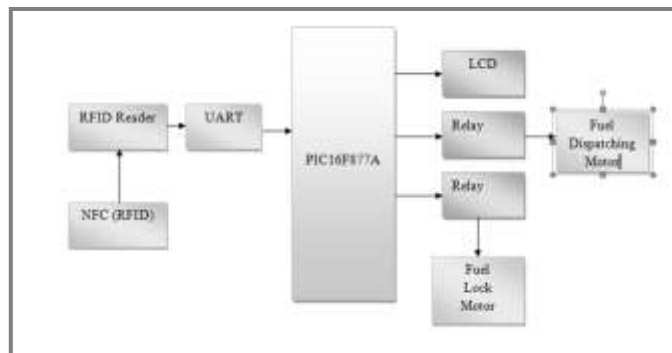 LCD
RFID Reader
UART
Relay
Fuel
Dispatching
Motor
PIC16F877A
Relay
NFC (RFID)
Fuel
Lock
Motor